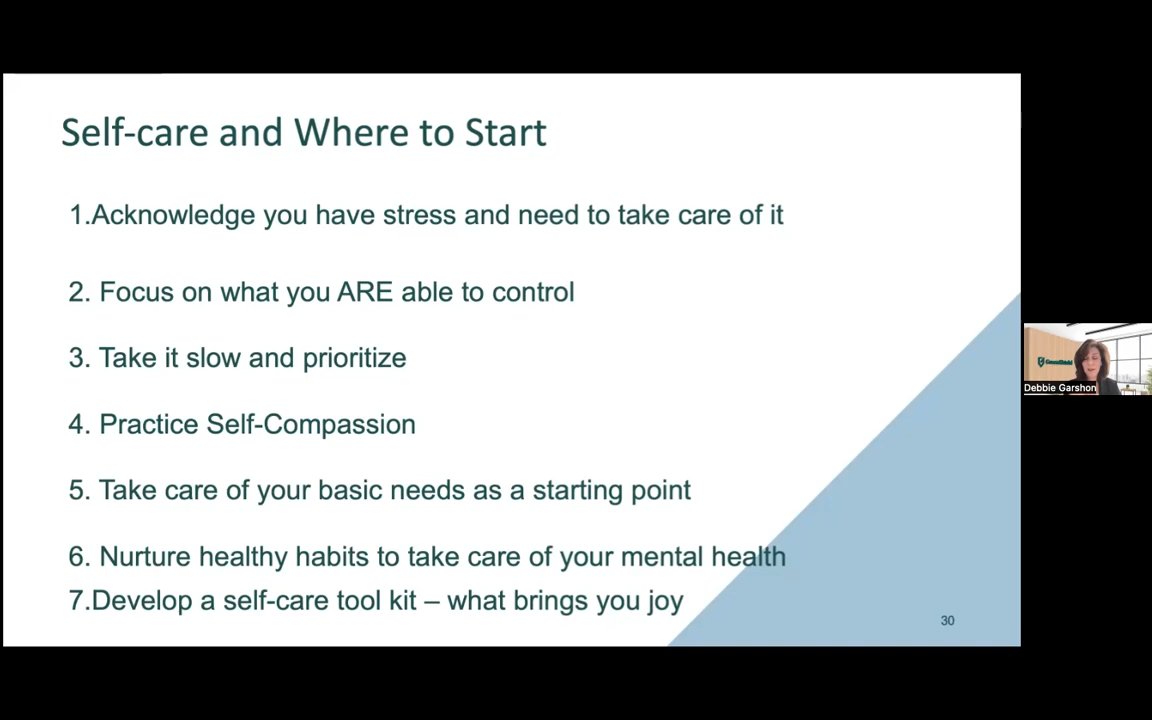 Self-care and Where to Start
1.Acknowledge you have stress and need to take care of it
2. Focus on what you ARE able to control
3. Take it slow and prioritize
4. Practice Self-Compassion
5. Take care of your basic needs as a starting point
6. Nurture healthy habits to take care of your mental health
7.Develop a self-care tool kit – what brings you joy
30
GreenShield
Debbie Garshon